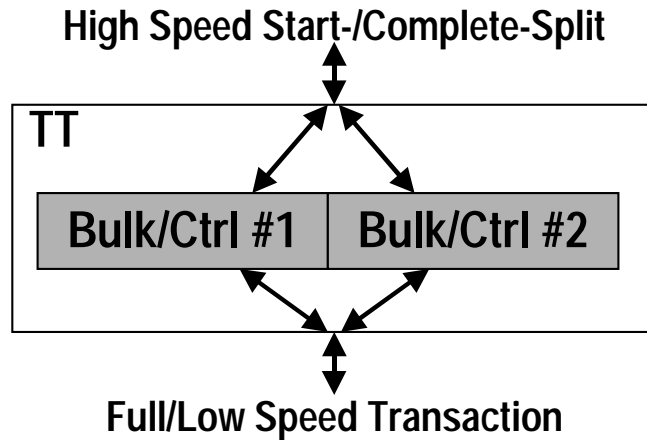 High Speed Start-/Complete-Split
TT
Bulk/Ctrl #1 Bulk/Ctrl #2
Full/Low Speed Transaction